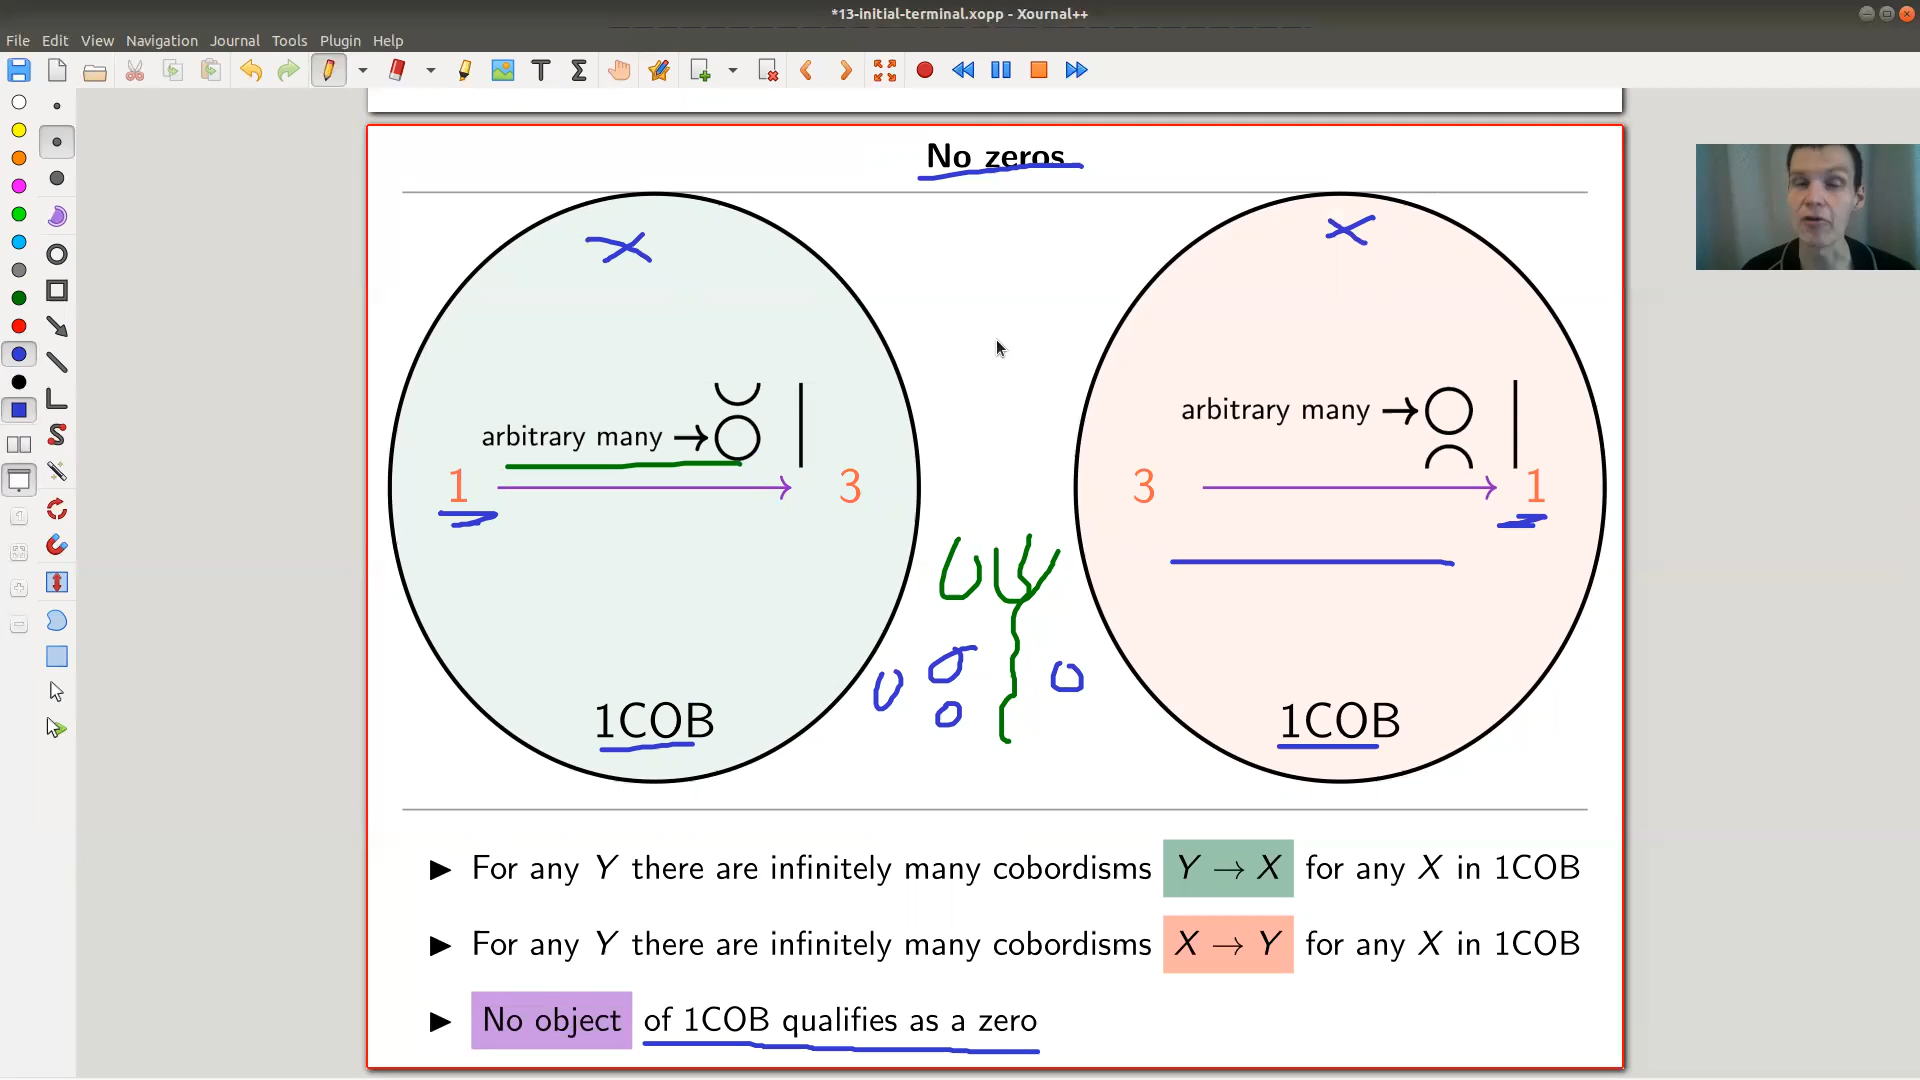 *13-initial-terminal.xopp - Xournal++
File Edit View Navigation Journal Tools Plugin Help
No zeros
arbitrary many →
1 3
1COB
arbitrary many →
3 1
1COB
► For any Y there are infinitely many cobordisms Y → X for any X in 1COB
► For any Y there are infinitely many cobordisms X → Y for any X in 1COB
► No object of 1COB qualifies as a zero